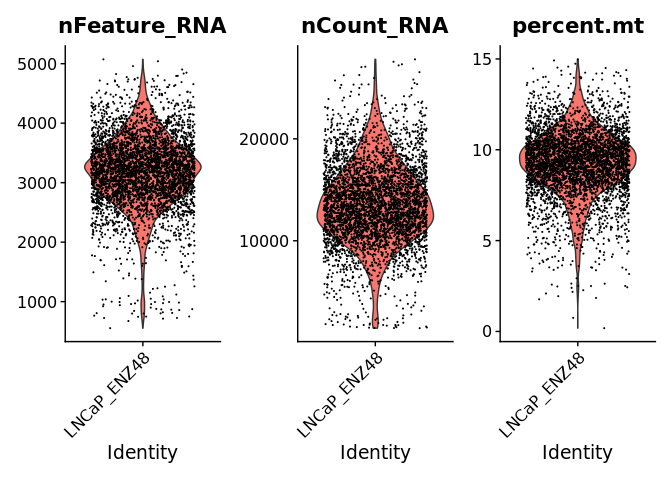 nFeature_RNA
5000
4000
3000
2000
1000
LNCaP_ENZ48
Identity
nCount_RNA
20000
10000
LNCaP_ENZ48
Identity
percent.mt
15
10
5
0
LNCaP_ENZ48
Identity